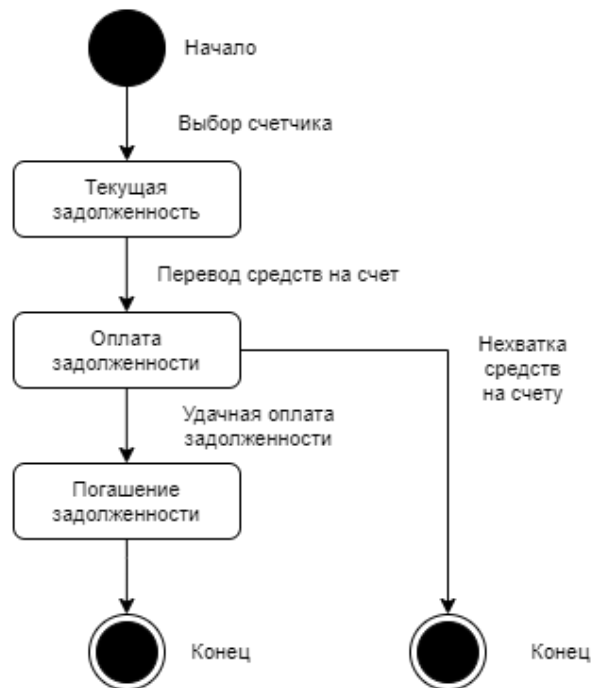 Начало
Выбор счетчика
Текущая
задолженность
Перевод средств на счет
Оплата
задолженности
Нехватка
средств
на счету
Удачная оплата
задолженности
Погашение
задолженности
Конец
Конец